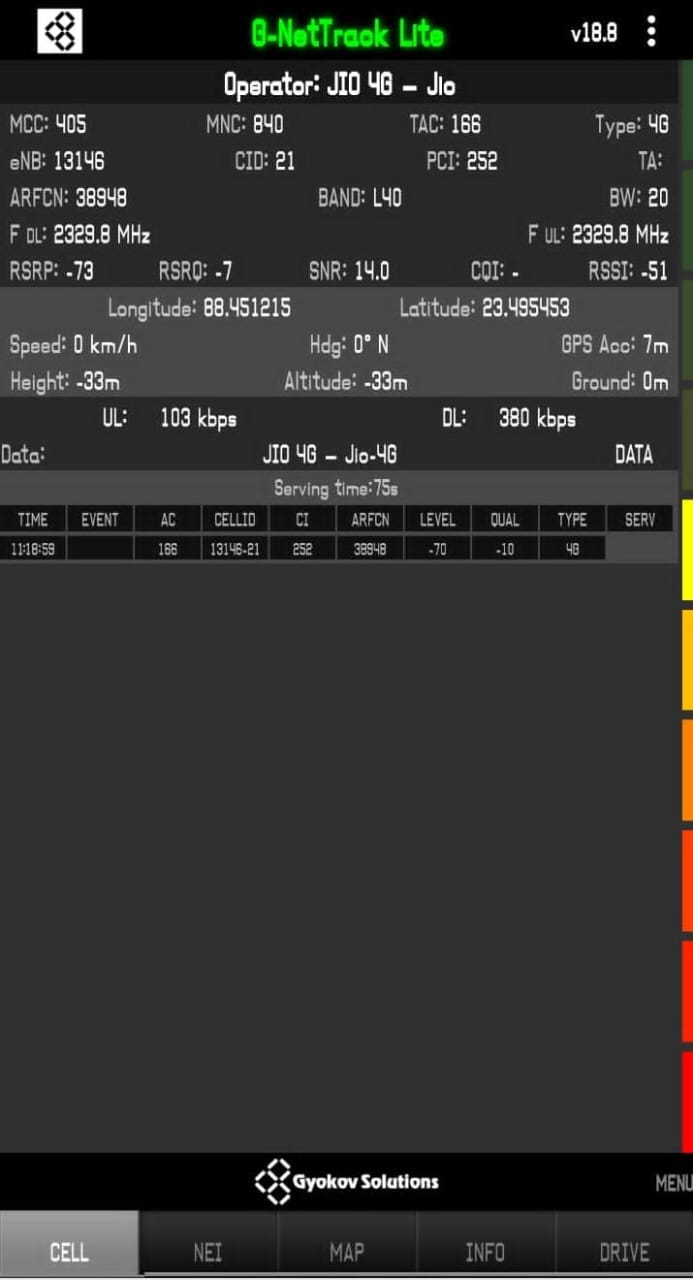 G-NetTrack Lite v18.8
Operator: JIO 4G – Jio
MCC: 405 MNC: 840 TAC: 166 Type: 4G
eNB: 13146 CID: 21 PCI: 252 TA:
ARFCN: 38948 BAND: L40 BW: 20
F DL: 2329.8 MHz F UL: 2329.8 MHz
RSRP: -73 RSRQ: -7 SNR: 14.0 CQI: - RSSI: -51
Longitude: 88.451215 Latitude: 23.495453
Speed: 0 km/h Hdg: 0° N GPS Acc: 7m
Height: -33m Altitude: -33m Ground: 0m
UL: 103 kbps DL: 380 kbps
Data: JIO 4G – Jio-4G DATA
Serving time:75s
TIME EVENT AC CELLID CI ARFCN LEVEL QUAL TYPE SERV
11:18:59 166 13146-21 252 38948 -70 -10 4G
Gyokov Solutions MENU
CELL NEI MAP INFO DRIVE